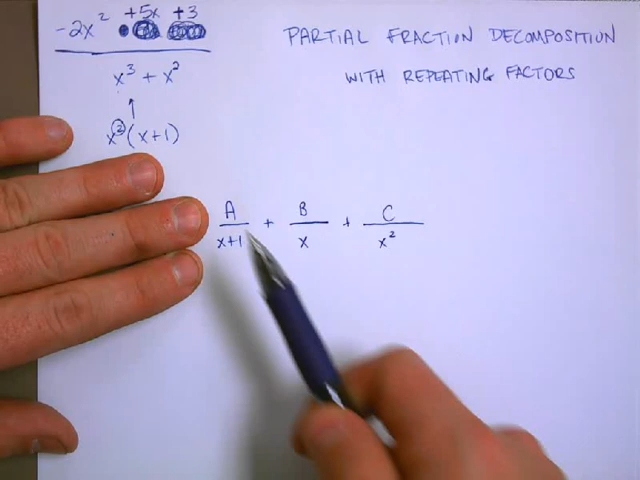 -2x² +5x +3
x³ + x²
x²(x+1)
PARTIAL FRACTION DECOMPOSITION
WITH REPEATING FACTORS
A + B + C
x+1 x x²